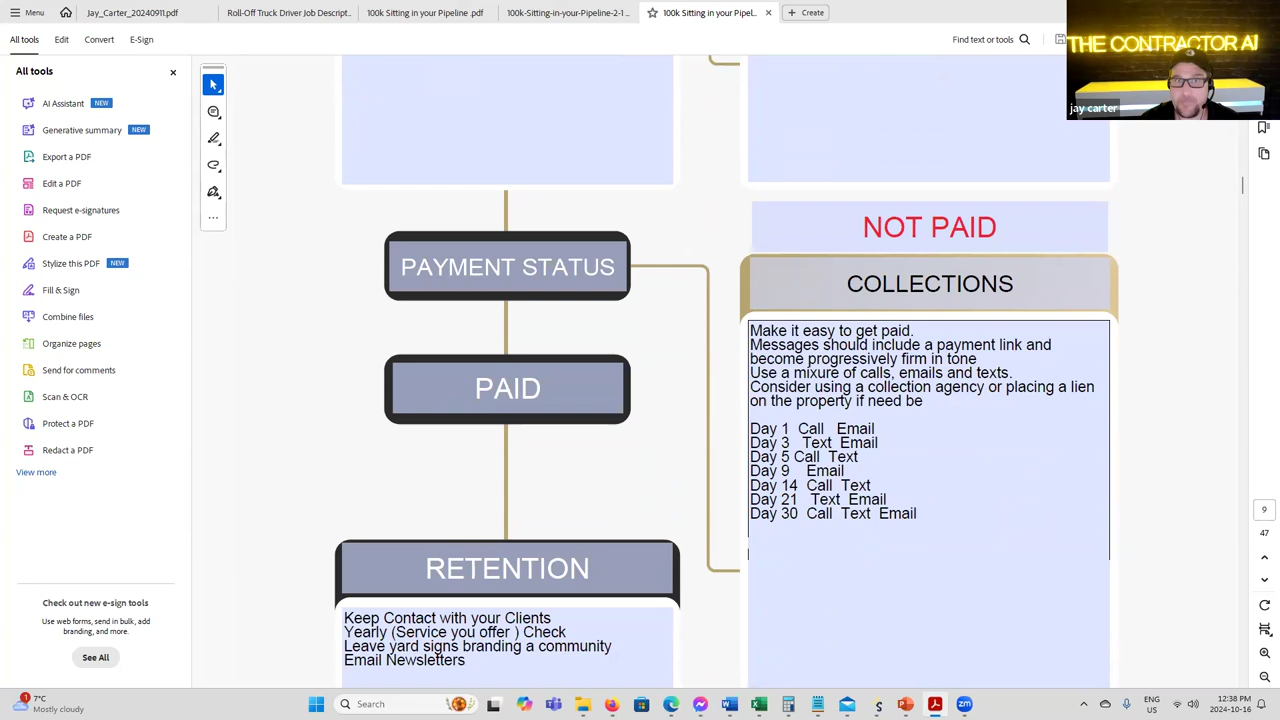 Menu
Jay_Carter_20240911.pdf
Roll-Off Truck Driver Job Descript...
100k Sitting in your Pipeline .pdf
100k-Sitting-in-your-Pipeline-2-1 ...
100k Sitting in your Pipel...
Create
All tools
Edit
Convert
E-Sign
Find text or tools
THE CONTRACTOR AI
jay carter
All tools
AI Assistant NEW
Generative summary NEW
Export a PDF
Edit a PDF
Request e-signatures
Create a PDF
Stylize this PDF NEW
Fill & Sign
Combine files
Organize pages
Send for comments
Scan & OCR
Protect a PDF
Redact a PDF
View more
Check out new e-sign tools
Use web forms, send in bulk, add
branding, and more.
See All
PAYMENT STATUS
PAID
RETENTION
Keep Contact with your Clients
Yearly (Service you offer ) Check
Leave yard signs branding a community
Email Newsletters
NOT PAID
COLLECTIONS
Make it easy to get paid.
Messages should include a payment link and
become progressively firm in tone
Use a mixture of calls, emails and texts.
Consider using a collection agency or placing a lien
on the property if need be
Day 1 Call Email
Day 3 Text Email
Day 5 Call Text
Day 9 Email
Day 14 Call Text
Day 21 Text Email
Day 30 Call Text Email
9
47
1
7°C
Mostly cloudy
Search
ENG
US
12:38 PM
2024-10-16